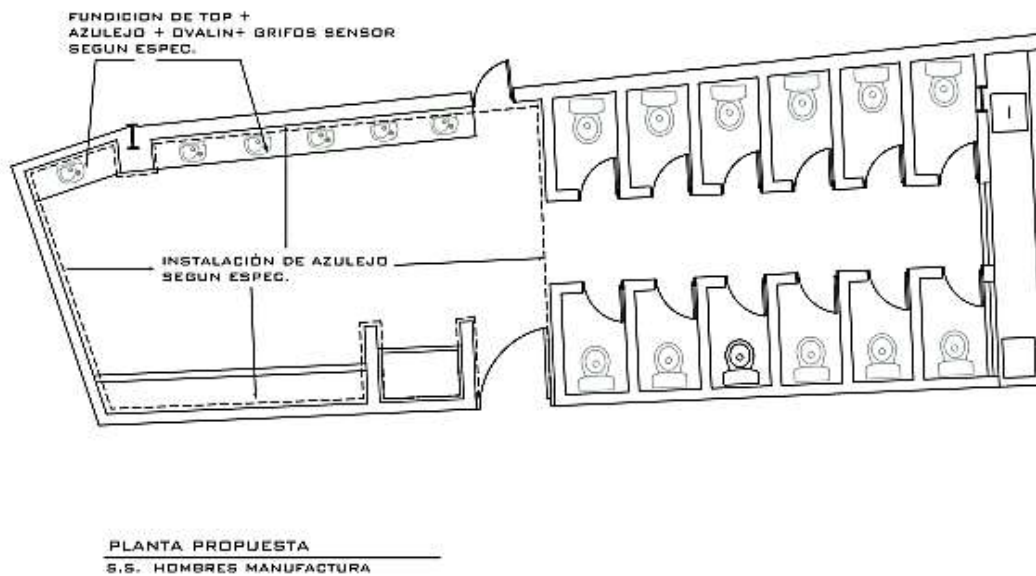 FUNDICION DE TOP +
AZULEJO + OVALIN+ GRIFOS SENSOR
SEGUN ESPEC.
INSTALACIÓN DE AZULEJO
SEGUN ESPEC.
PLANTA PROPUESTA
S.S. HOMBRES MANUFACTURA